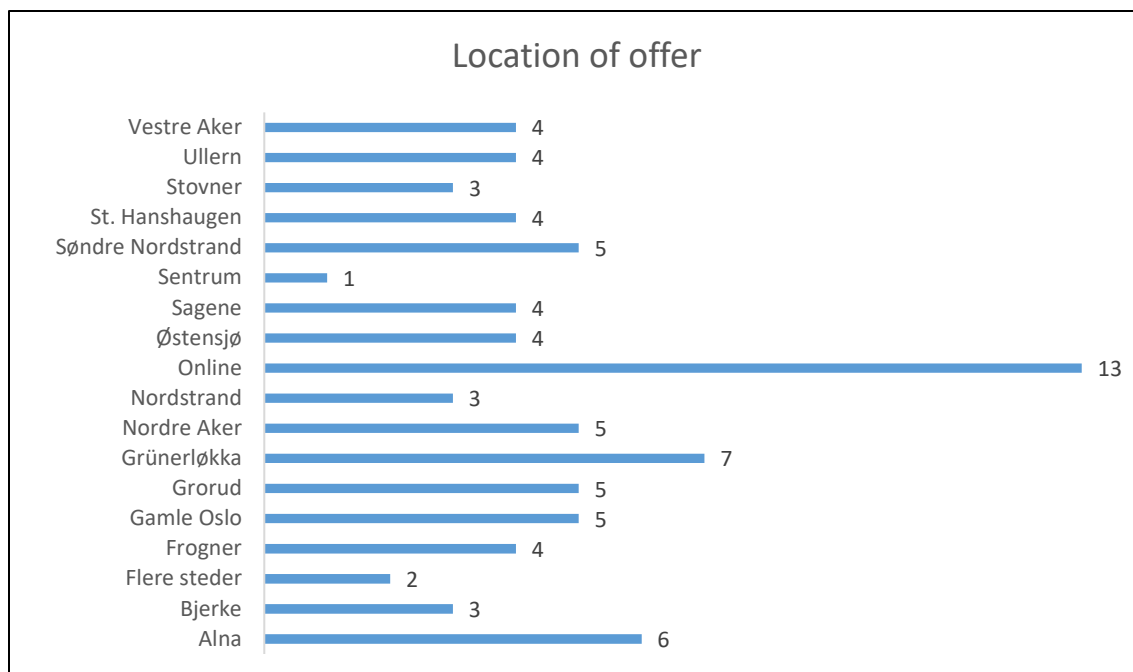 Location of offer
Vestre Aker 4
Ullern 4
Stovner 3
St. Hanshaugen 4
Søndre Nordstrand 5
Sentrum 1
Sagene 4
Østensjø 4
Online 13
Nordstrand 3
Nordre Aker 5
Grünerløkka 7
Grorud 5
Gamle Oslo 5
Frogner 4
Flere steder 2
Bjerke 3
Alna 6